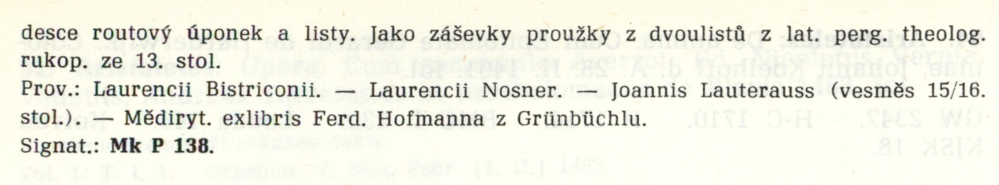 desce routový úponek a listy. Jako záševky proužky z dvoulistů z lat. perg. theolog.
rukop. ze 13. stol.
Prov.: Laurencii Bistriconii. — Laurencii Nosner. — Joannis Lauterauss (vesměs 15/16.
stol.). — Mědiryt. exlibris Ferd. Hofmanna z Grünbüchlu.
Signat.: Mk P 138.